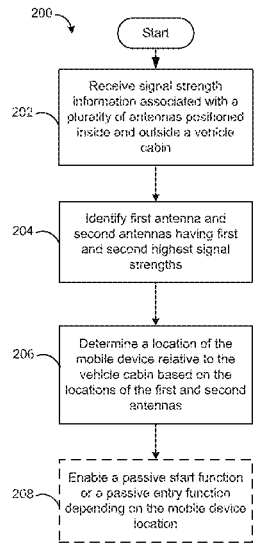 200
Start
202
Receive signal strength
information associated with a
plurality of antennas positioned
inside and outside a vehicle
cabin
204
Identify first antenna and
second antennas having first
and second highest signal
strengths
206
Determine a location of the
mobile device relative to the
vehicle cabin based on the
locations of the first and second
antennas
208
Enable a passive start function
or a passive entry function
depending on the mobile device
location